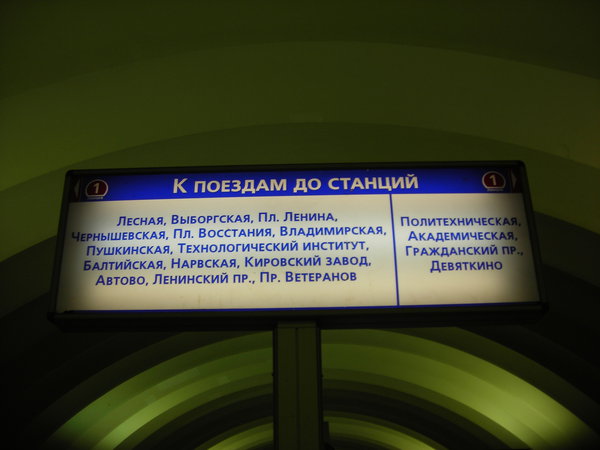 1 К ПОЕЗДАМ ДО СТАНЦИЙ 1
ЛЕСНАЯ, ВЫБОРГСКАЯ, ПЛ. ЛЕНИНА,
ЧЕРНЫШЕВСКАЯ, ПЛ. ВОССТАНИЯ, ВЛАДИМИРСКАЯ,
ПУШКИНСКАЯ, ТЕХНОЛОГИЧЕСКИЙ ИНСТИТУТ,
БАЛТИЙСКАЯ, НАРВСКАЯ, КИРОВСКИЙ ЗАВОД,
АВТОВО, ЛЕНИНСКИЙ ПР., ПР. ВЕТЕРАНОВ
ПОЛИТЕХНИЧЕСКАЯ,
АКАДЕМИЧЕСКАЯ,
ГРАЖДАНСКИЙ ПР.,
ДЕВЯТКИНО